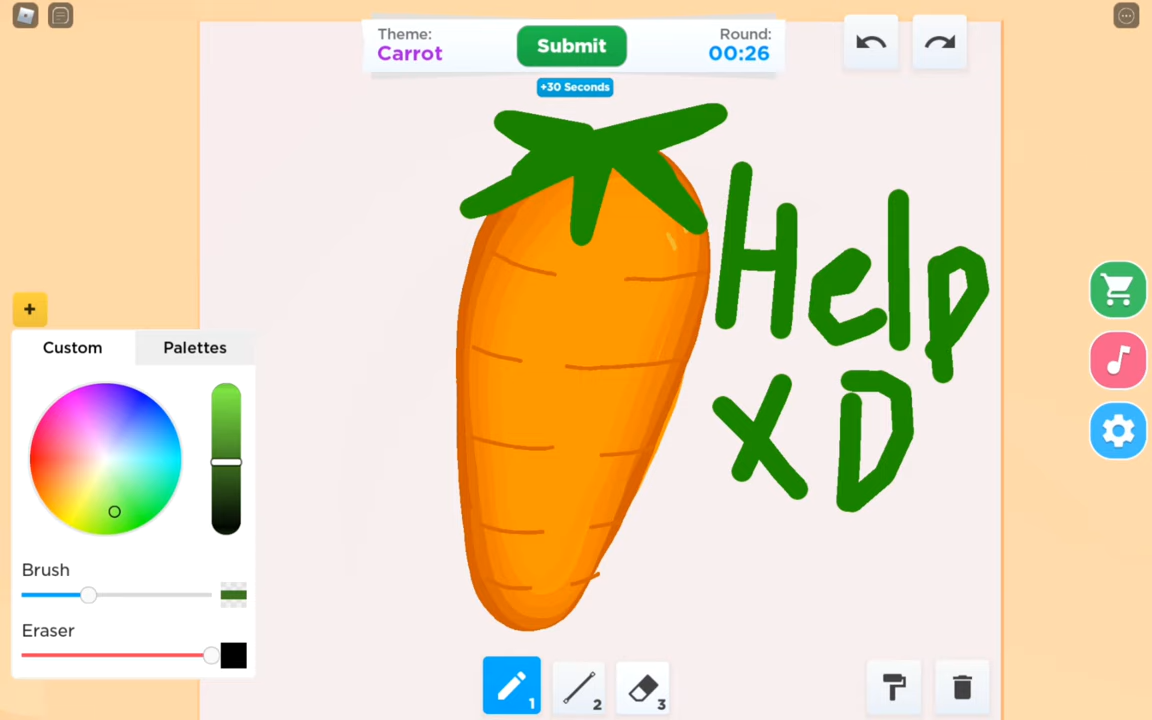 Theme:
Carrot
Submit
Round:
00:26
+30 Seconds
Help
XD
+
Custom
Palettes
Brush
Eraser
1
2
3